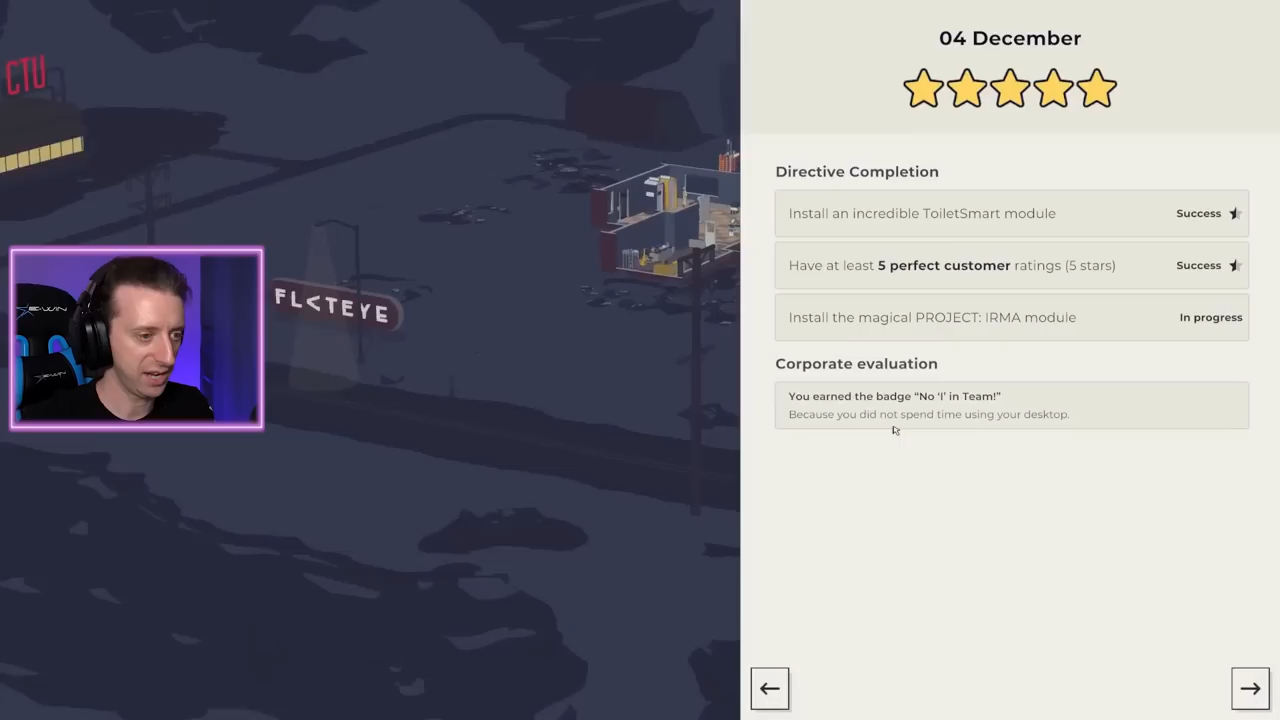 CTU
04 December
Directive Completion
Install an incredible ToiletSmart module Success
Have at least 5 perfect customer ratings (5 stars) Success
FL<TEYE
Install the magical PROJECT: IRMA module In progress
Corporate evaluation
You earned the badge “No ‘I’ in Team!”
Because you did not spend time using your desktop.